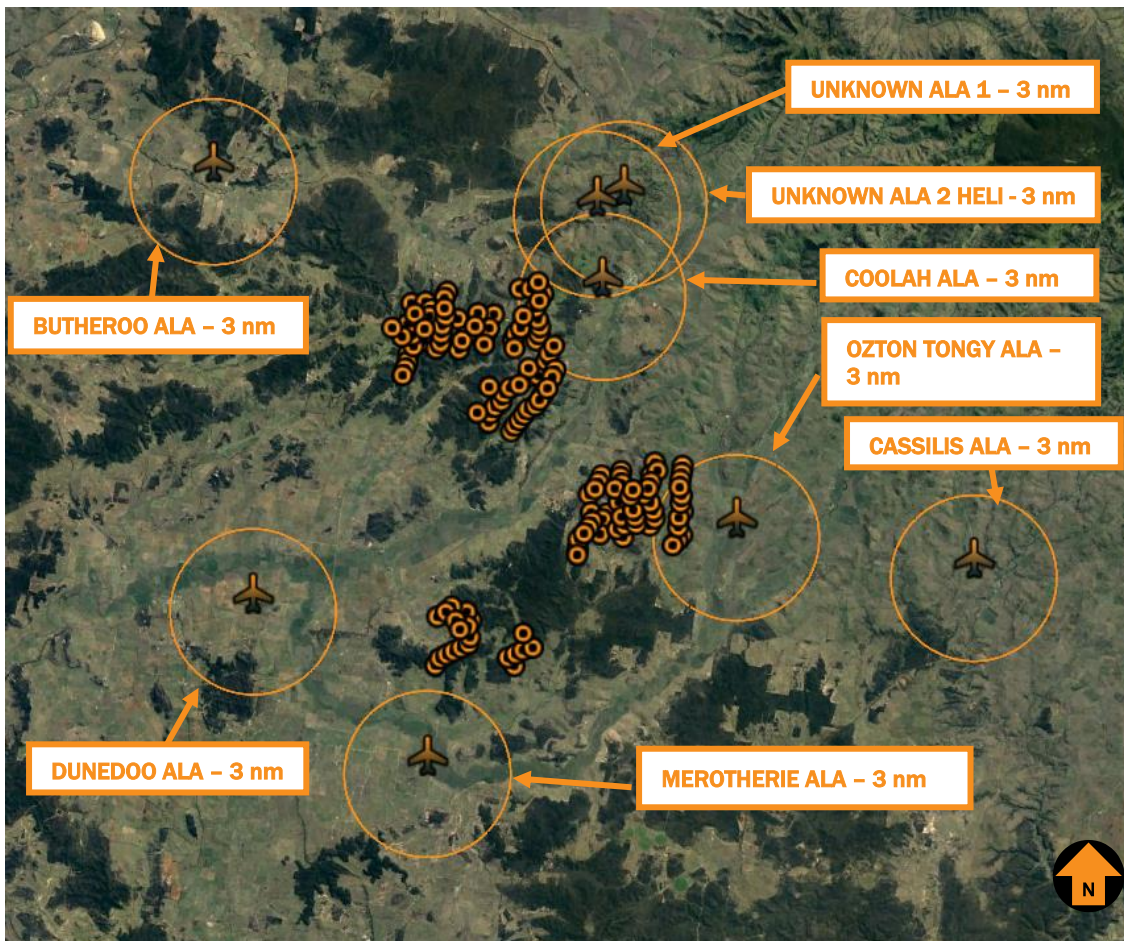 UNKNOWN ALA 1 – 3 nm
UNKNOWN ALA 2 HELI - 3 nm
COOLAH ALA – 3 nm
BUTHEROO ALA – 3 nm
OZTON TONGY ALA –
3 nm
CASSILIS ALA – 3 nm
DUNEDOO ALA – 3 nm
MEROTHERIE ALA – 3 nm
N